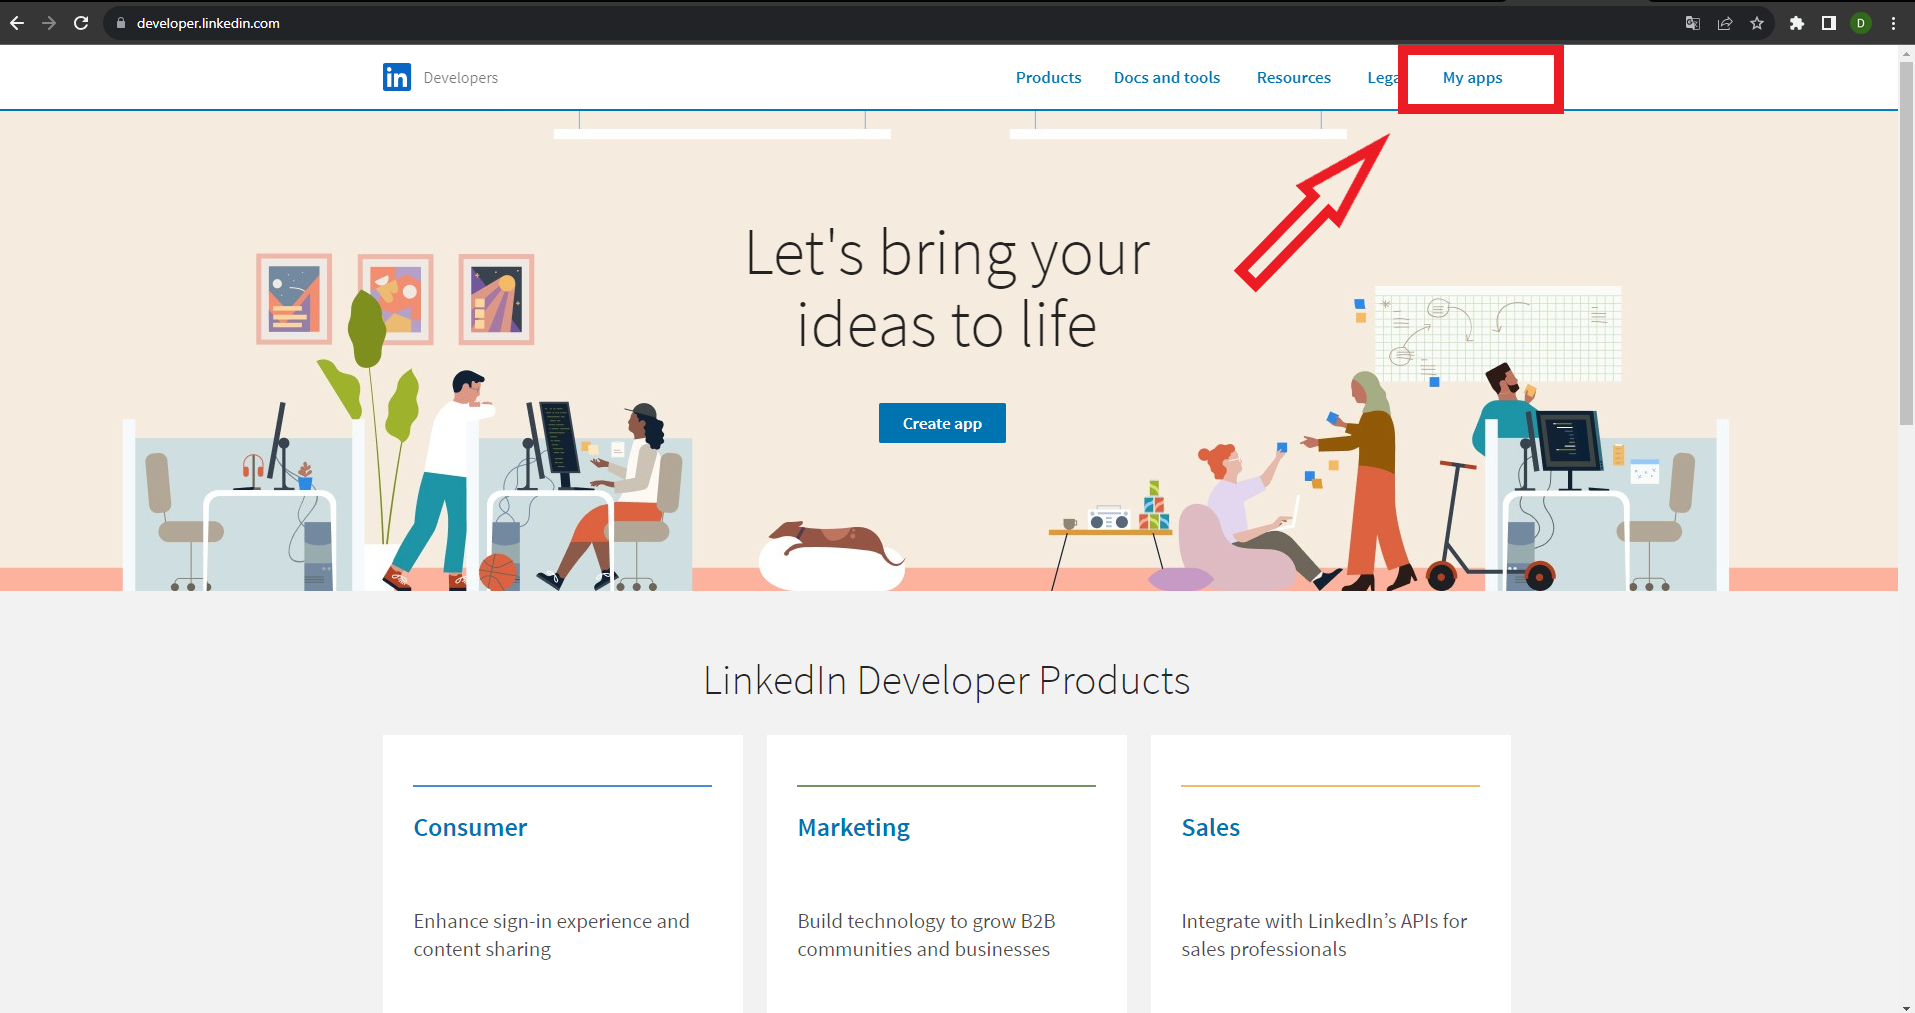 developer.linkedin.com
D
in Developers
Products Docs and tools Resources Lega My apps
Let's bring your
ideas to life
Create app
LinkedIn Developer Products
Consumer
Enhance sign-in experience and
content sharing
Marketing
Build technology to grow B2B
communities and businesses
Sales
Integrate with LinkedIn’s APIs for
sales professionals